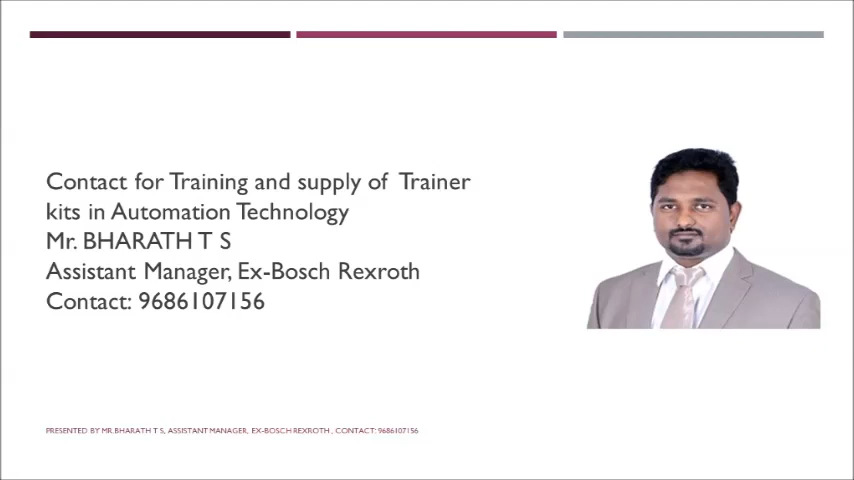 Contact for Training and supply of Trainer
kits in Automation Technology
Mr. BHARATH T S
Assistant Manager, Ex-Bosch Rexroth
Contact: 9686107156
PRESENTED BY MR.BHARATH T S, ASSISTANT MANAGER, EX-BOSCH REXROTH , CONTACT: 9686107156